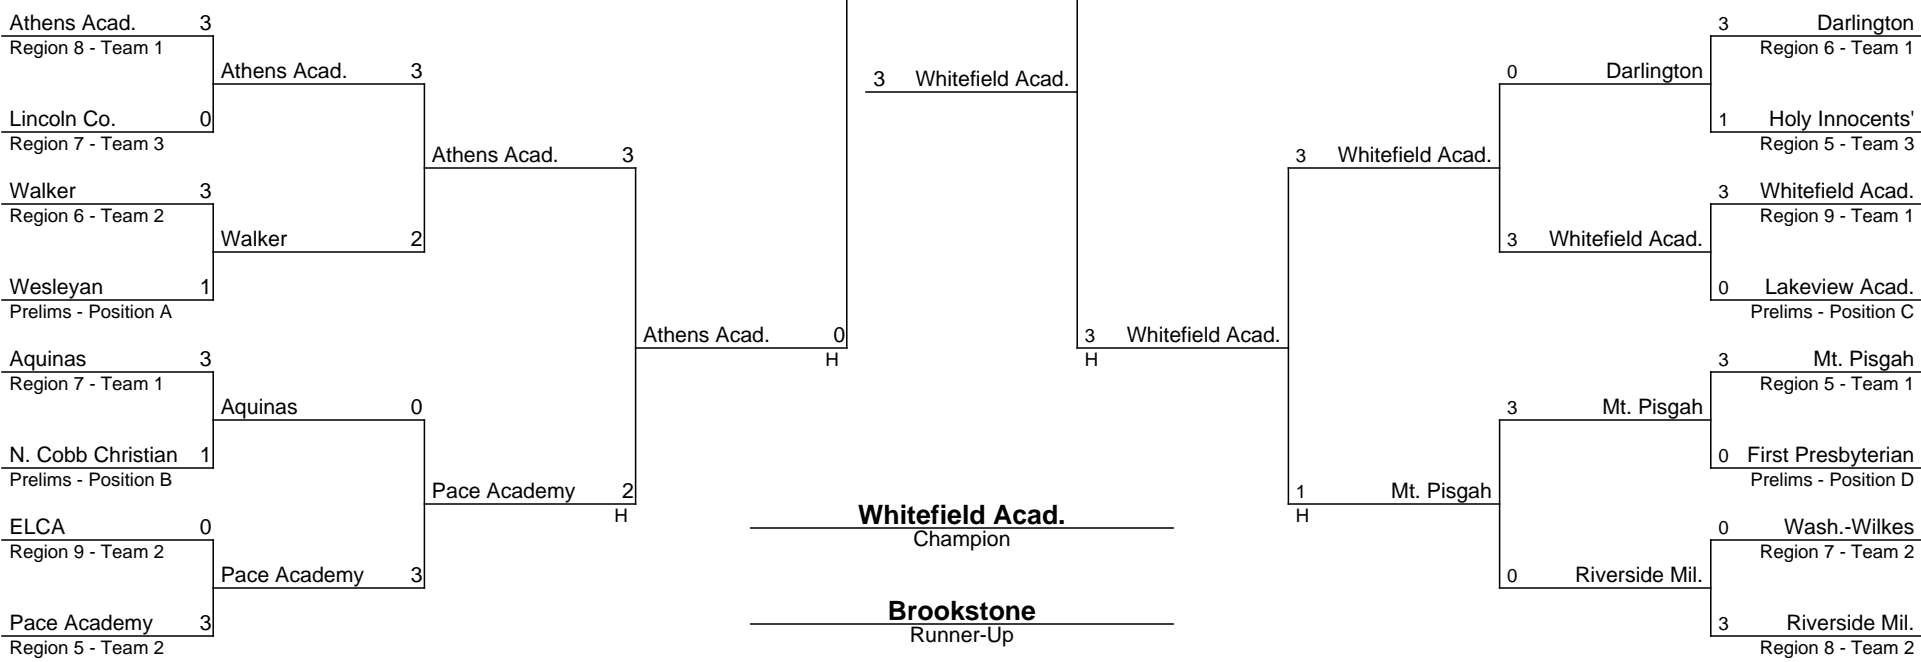 Athens Acad. 3
Region 8 - Team 1
Athens Acad. 3
Lincoln Co. 0
Region 7 - Team 3
Athens Acad. 3
Walker 3
Region 6 - Team 2
Walker 2
Wesleyan 1
Prelims - Position A
Athens Acad. 0
H
Aquinas 3
Region 7 - Team 1
Aquinas 0
N. Cobb Christian 1
Prelims - Position B
Pace Academy 2
H
ELCA 0
Region 9 - Team 2
Pace Academy 3
Pace Academy 3
Region 5 - Team 2
3 Whitefield Acad.
Whitefield Acad.
Champion
Brookstone
Runner-Up
3 Darlington
Region 6 - Team 1
0 Darlington
1 Holy Innocents'
Region 5 - Team 3
3 Whitefield Acad.
3 Whitefield Acad.
Region 9 - Team 1
3 Whitefield Acad.
0 Lakeview Acad.
Prelims - Position C
3 Whitefield Acad.
H
3 Mt. Pisgah
Region 5 - Team 1
3 Mt. Pisgah
0 First Presbyterian
Prelims - Position D
1 Mt. Pisgah
H
0 Wash.-Wilkes
Region 7 - Team 2
0 Riverside Mil.
3 Riverside Mil.
Region 8 - Team 2